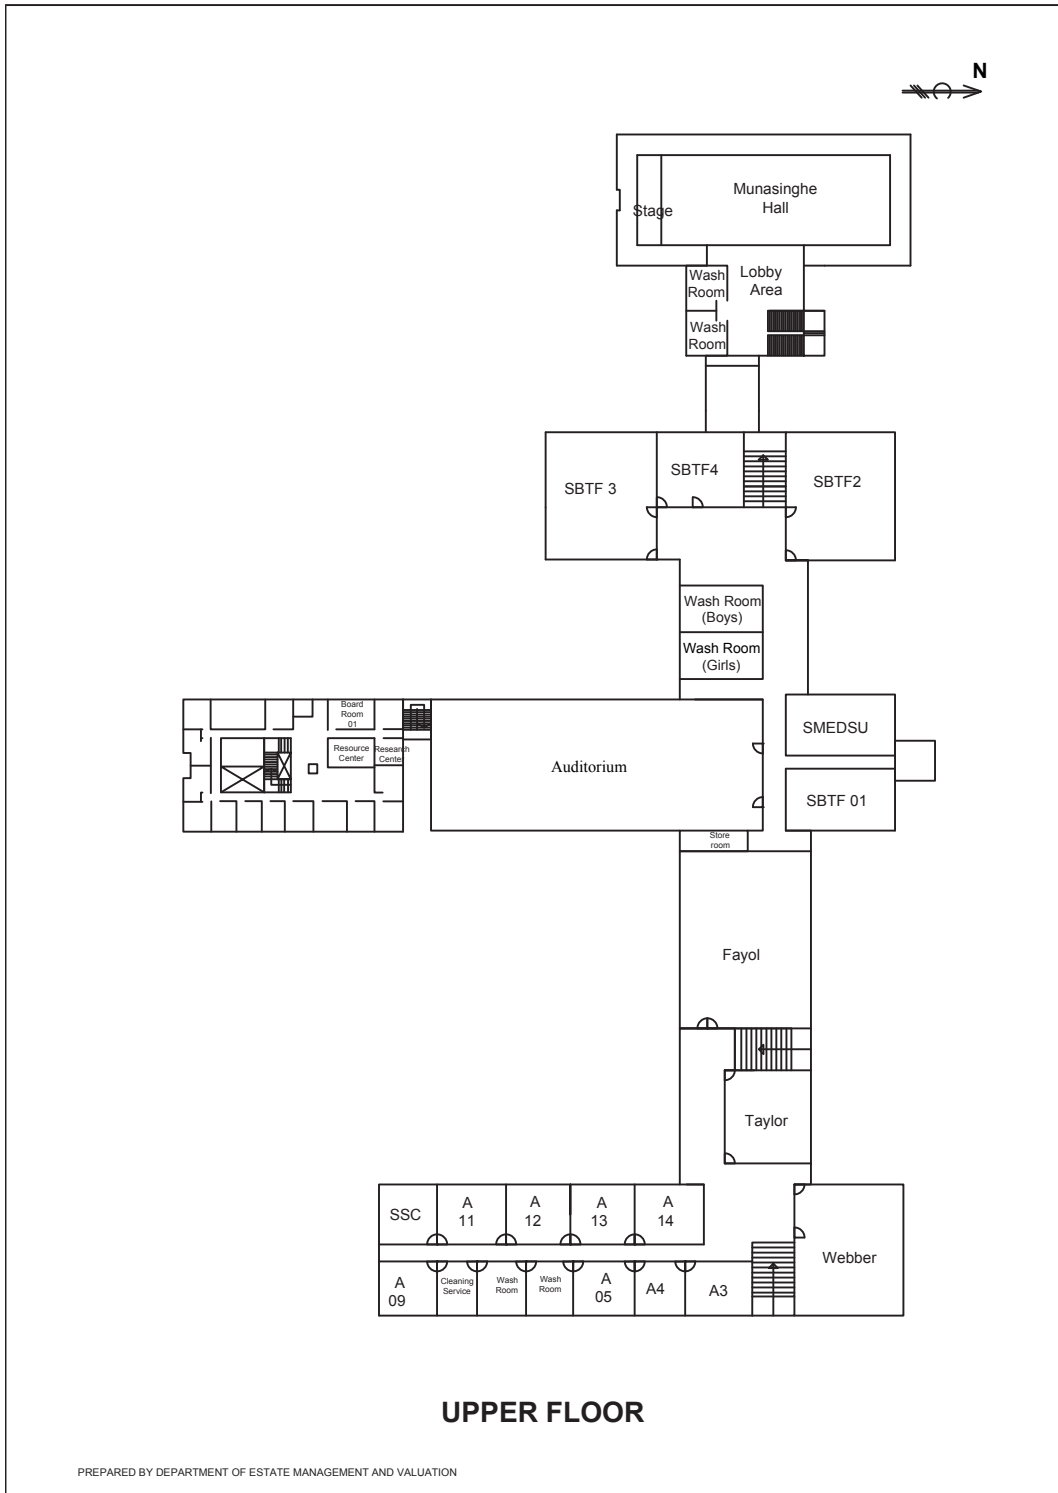 N
Munasinghe
Hall
Stage
Lobby
Area
Wash
Room
Wash
Room
SBTF 3
SBTF4
SBTF2
Wash Room
(Boys)
Wash Room
(Girls)
Board
Room
01
Resource
Center
Research
Center
Auditorium
SMEDSU
SBTF 01
Store
room
Fayol
Taylor
SSC
A
11
A
12
A
13
A
14
Webber
A
09
Cleaning
Service
Wash
Room
Wash
Room
A
05
A4
A3
UPPER FLOOR
PREPARED BY DEPARTMENT OF ESTATE MANAGEMENT AND VALUATION